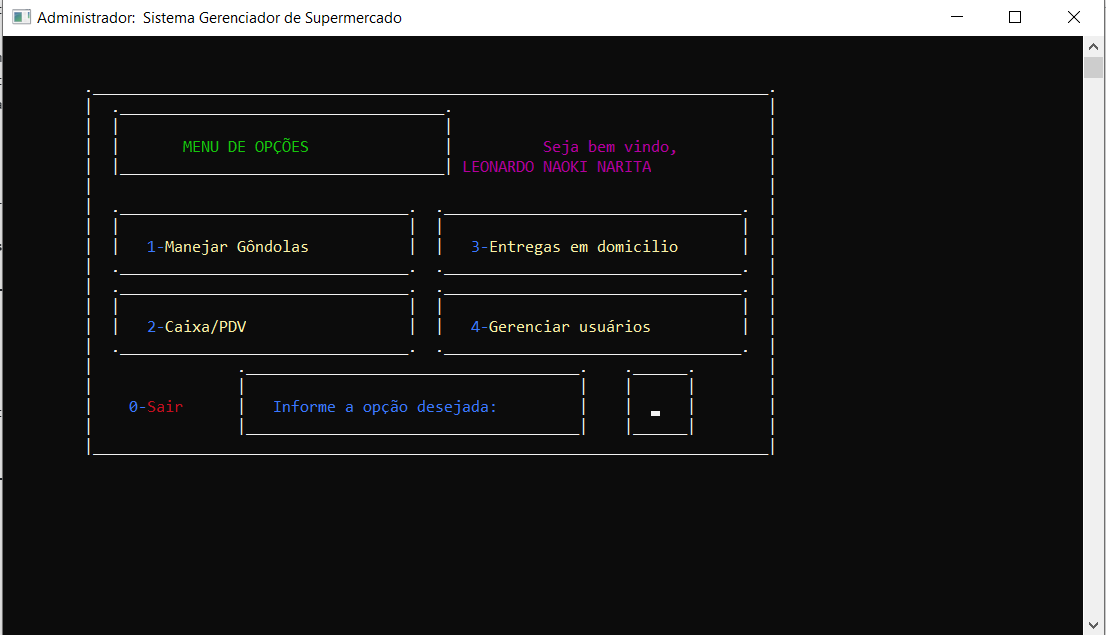 Administrador:  Sistema Gerenciador de Supermercado
MENU DE OPÇÕES
Seja bem vindo,
LEONARDO NAOKI NARITA
1-Manejar Gôndolas
3-Entregas em domicilio
2-Caixa/PDV
4-Gerenciar usuários
0-Sair
Informe a opção desejada: